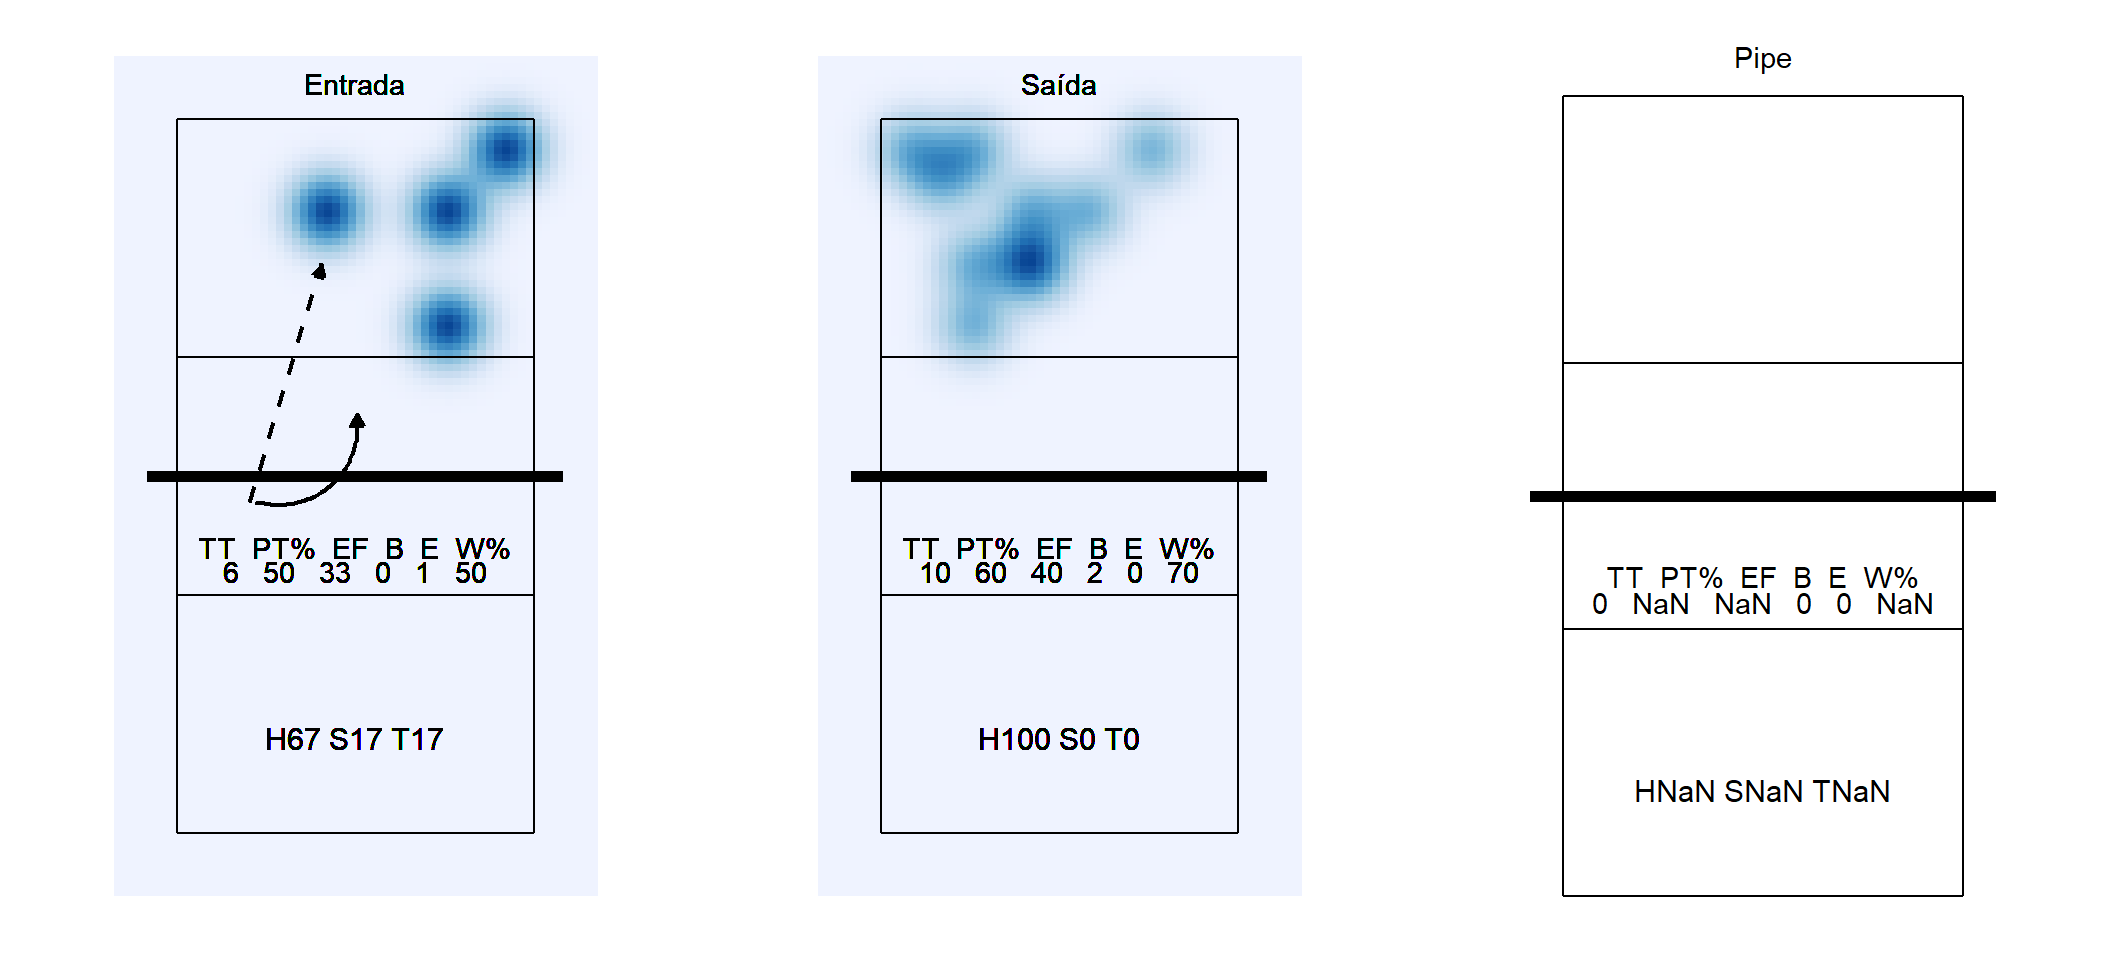 Entrada
TT PT% EF B E W%
6 50 33 0 1 50
H67 S17 T17
Saída
TT PT% EF B E W%
10 60 40 2 0 70
H100 S0 T0
Pipe
TT PT% EF B E W%
0 NaN NaN 0 0 NaN
HNaN SNaN TNaN